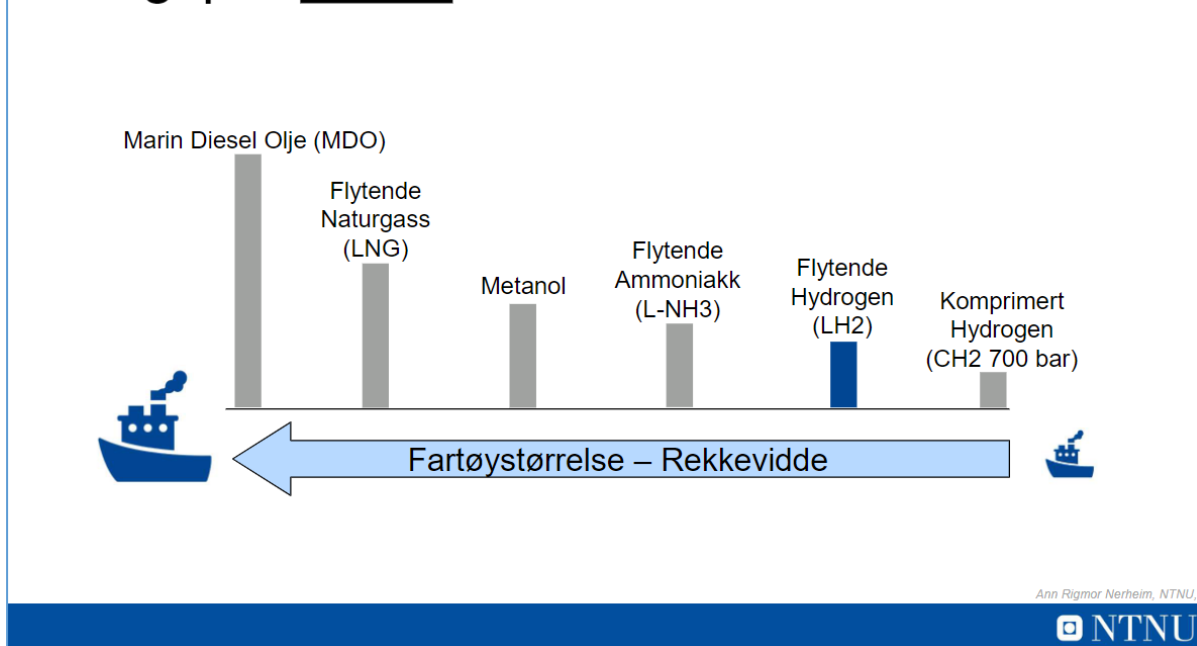 Marin Diesel Olje (MDO)
Flytende
Naturgass
(LNG)
Metanol
Flytende
Ammoniakk
(L-NH3)
Flytende
Hydrogen
(LH2)
Komprimert
Hydrogen
(CH2 700 bar)
Fartøystørrelse – Rekkevidde
Ann Rigmor Nerheim, NTNU,
NTNU